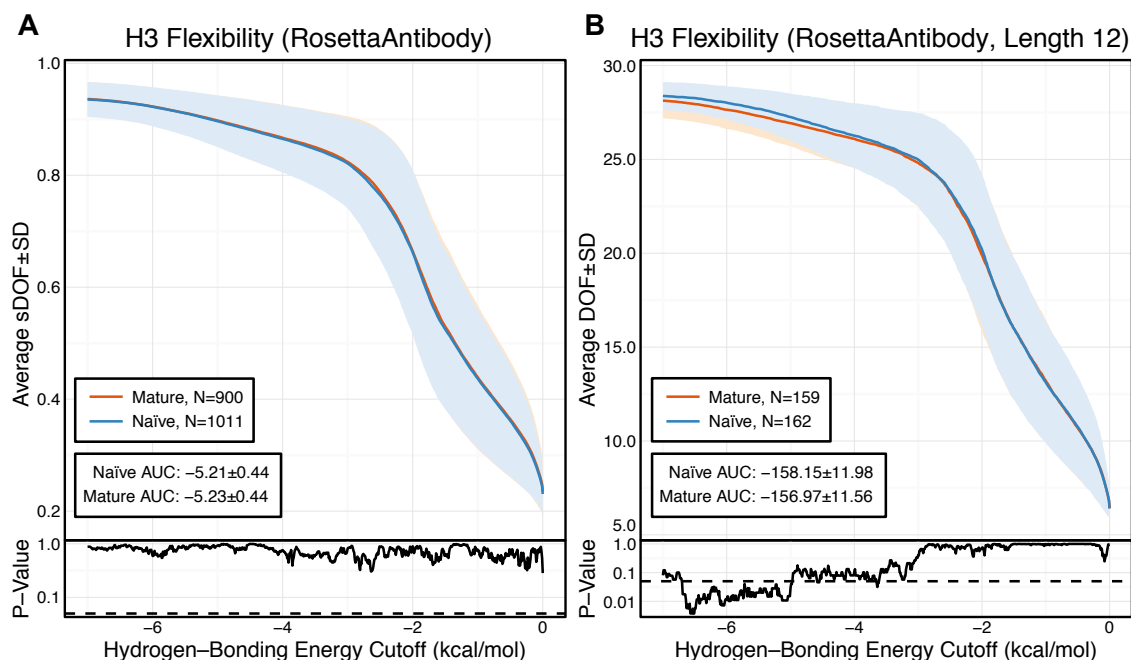 A
H3 Flexibility (RosettaAntibody)
1.0
0.8
0.6
0.4
0.2
Average sDOF±SD
Mature, N=900
Naïve, N=1011
Naïve AUC: −5.21±0.44
Mature AUC: −5.23±0.44
1.0
0.1
P−Value
−6
−4
−2
0
Hydrogen−Bonding Energy Cutoff (kcal/mol)
B
H3 Flexibility (RosettaAntibody, Length 12)
30.0
25.0
20.0
15.0
10.0
5.0
Average DOF±SD
Mature, N=159
Naïve, N=162
Naïve AUC: −158.15±11.98
Mature AUC: −156.97±11.56
1.0
0.1
0.01
P−Value
−6
−4
−2
0
Hydrogen−Bonding Energy Cutoff (kcal/mol)